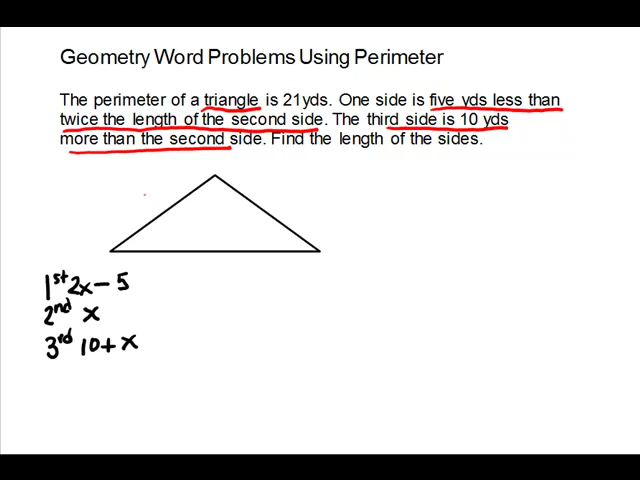 Geometry Word Problems Using Perimeter
The perimeter of a triangle is 21yds. One side is five yds less than
twice the length of the second side. The third side is 10 yds
more than the second side. Find the length of the sides.
1st 2x - 5
2nd x
3rd 10 + x